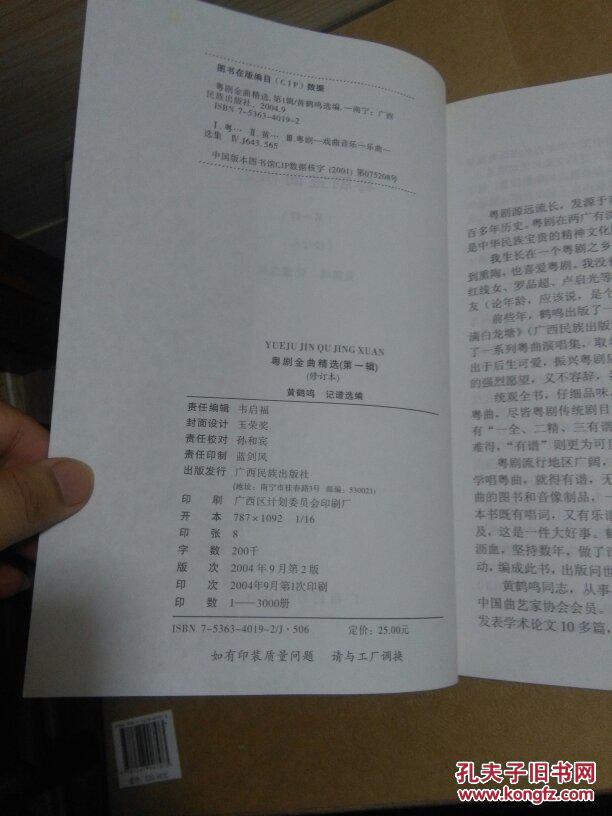 图书在版编目（CIP）数据
粤剧金曲精选.第1辑/黄鹤鸣选编.—南宁：广西
民族出版社，2004.9
ISBN 7-5363-4019-2
Ⅰ.粤… Ⅱ.黄… Ⅲ.粤剧—戏曲音乐—乐曲—
选集 Ⅳ.J643.565
中国版本图书馆CIP数据核字 (2001) 第075208号
YUEJU JIN QU JING XUAN
粤剧金曲精选(第一辑)
(修订本)
黄鹤鸣 记谱选编
责任编辑 韦启福
封面设计 玉荣奖
责任校对 孙和宾
责任印制 蓝剑风
出版发行 广西民族出版社
(地址：南宁市桂春路3号 邮编：530021)
印 刷 广西区计划委员会印刷厂
开 本 787×1092 1/16
印 张 8
字 数 200千
版 次 2004年9月第2版
印 次 2004年9月第1次印刷
印 数 1—3000册
ISBN 7-5363-4019-2/J·506 定价：25.00元
如有印装质量问题 请与工厂调换
粤剧源远流长，发源于
百多年历史。粤剧在两广有
是中华民族宝贵的精神文化
我生长在一个粤剧之乡
到熏陶，也喜爱粤剧。我没
红线女、罗品超、卢启光等
友（论年龄，应该说，是个
前些年，鹤鸣出版了一
满白龙塘》（广西民族出版
了一系列粤曲演唱集，取
出于后生可爱，振兴粤剧
的强烈愿望，义不容辞，
统观全书，仔细品味，
粤曲，尽皆粤剧传统剧目
有“一全、二精、三有谱
难得，“有谱”则更为可
粤剧流行地区广阔，
学唱粤曲，就得有谱，无
曲的图书和音像制品，
本书既有唱词，又有乐谱
及，这是一件大好事。
沥血，坚持数年，做了
动，编成此书，出版问世
黄鹤鸣同志，从事
中国曲艺家协会会员。
发表学术论文10多篇，
孔夫子旧书网
www.kongfz.com